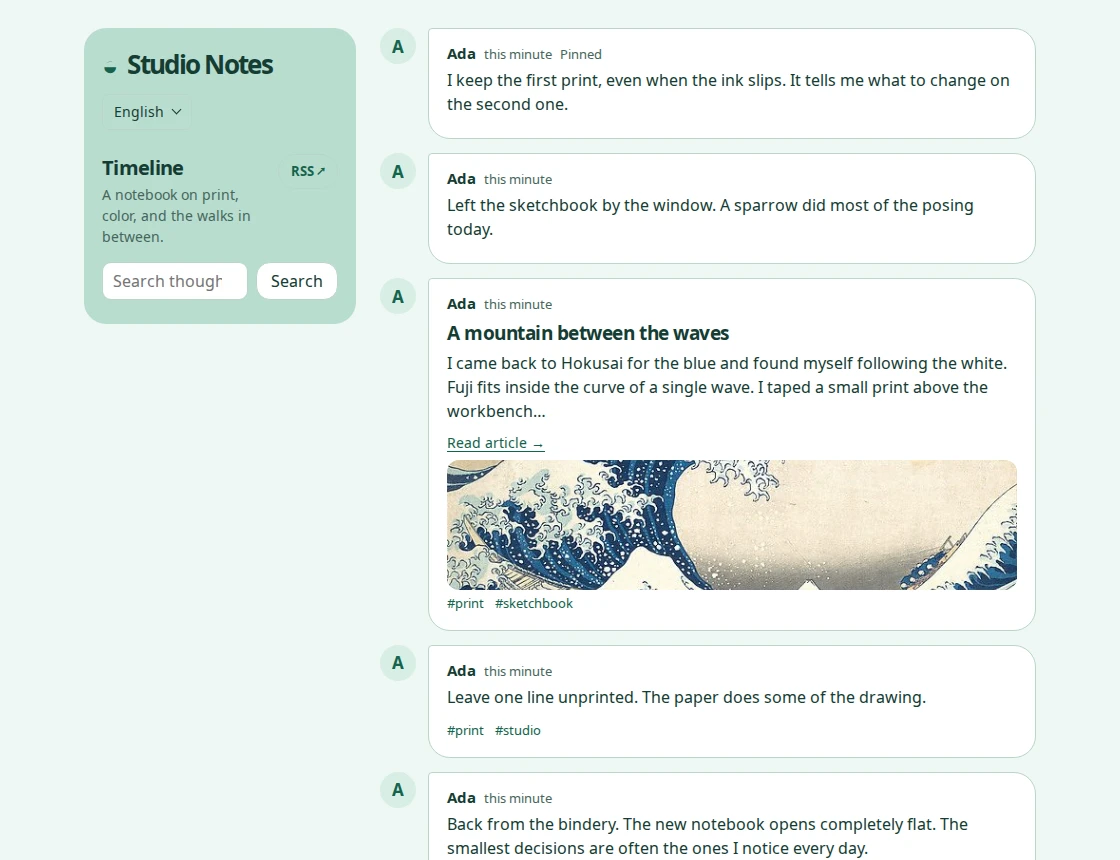 Studio Notes
English
Timeline
RSS↗
A notebook on print,
color, and the walks in
between.
Search though
Search
A
Ada this minute Pinned
I keep the first print, even when the ink slips. It tells me what to change on
the second one.
A
Ada this minute
Left the sketchbook by the window. A sparrow did most of the posing
today.
A
Ada this minute
A mountain between the waves
I came back to Hokusai for the blue and found myself following the white.
Fuji fits inside the curve of a single wave. I taped a small print above the
workbench…
Read article →
#print #sketchbook
A
Ada this minute
Leave one line unprinted. The paper does some of the drawing.
#print #studio
A
Ada this minute
Back from the bindery. The new notebook opens completely flat. The
smallest decisions are often the ones I notice every day.